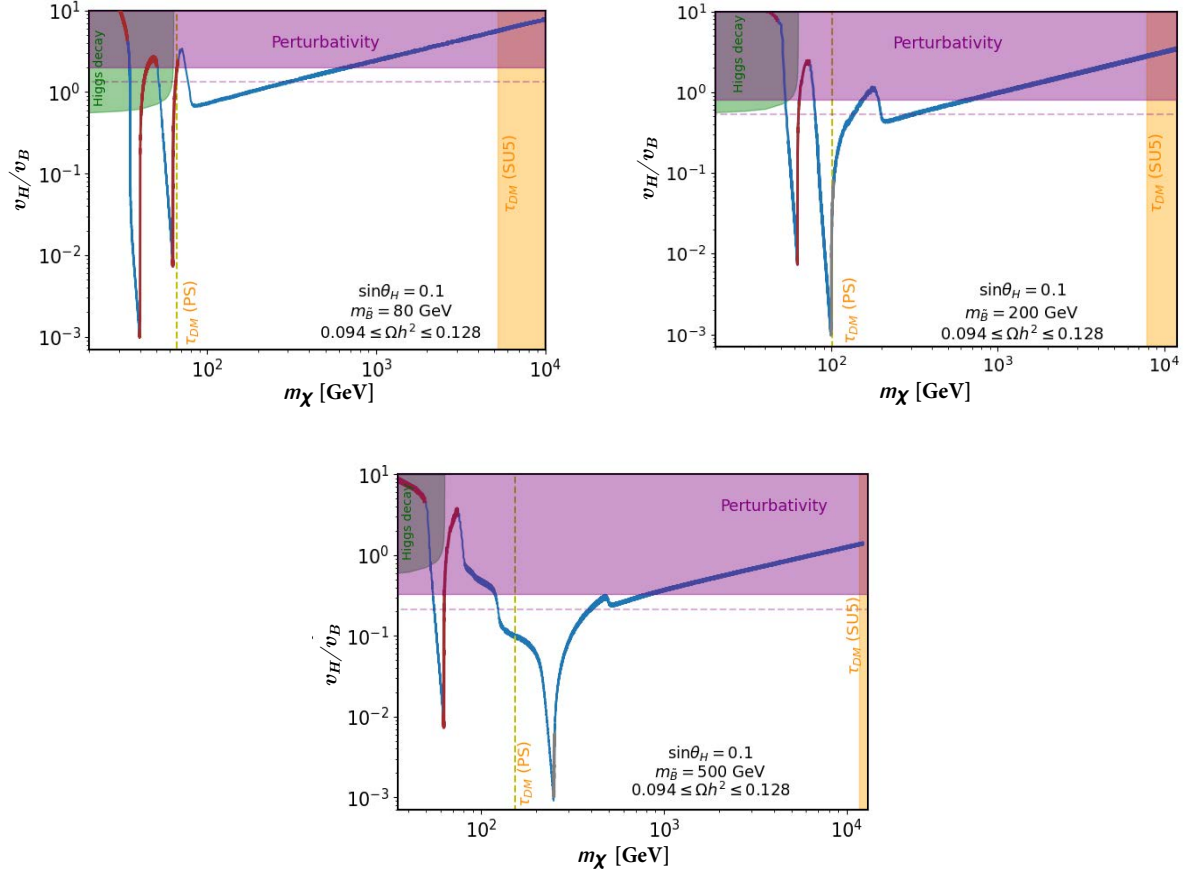 10¹
10⁰
10⁻¹
10⁻²
10⁻³
v_H/v_B
Higgs decay
Perturbativity
τ_DM (PS)
τ_DM (SU5)
sinθ_H = 0.1
m_B̃ = 80 GeV
0.094 ≤ Ωh² ≤ 0.128
10²
10³
10⁴
m_χ [GeV]
10¹
10⁰
10⁻¹
10⁻²
10⁻³
v_H/v_B
Higgs decay
Perturbativity
τ_DM (PS)
τ_DM (SU5)
sinθ_H = 0.1
m_B̃ = 200 GeV
0.094 ≤ Ωh² ≤ 0.128
10²
10³
10⁴
m_χ [GeV]
10¹
10⁰
10⁻¹
10⁻²
10⁻³
v_H/v_B
Higgs decay
Perturbativity
τ_DM (PS)
τ_DM (SU5)
sinθ_H = 0.1
m_B̃ = 500 GeV
0.094 ≤ Ωh² ≤ 0.128
10²
10³
10⁴
m_χ [GeV]